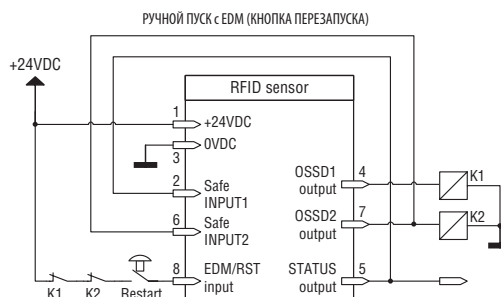 РУЧНОЙ ПУСК с EDM (КНОПКА ПЕРЕЗАПУСКА)
+24VDC
RFID sensor
1
+24VDC
0VDC
3
2
Safe
INPUT1
6
Safe
INPUT2
8
EDM/RST
input
OSSD1
output
4
K1
OSSD2
output
7
K2
STATUS
output
5
K1
K2
Restart